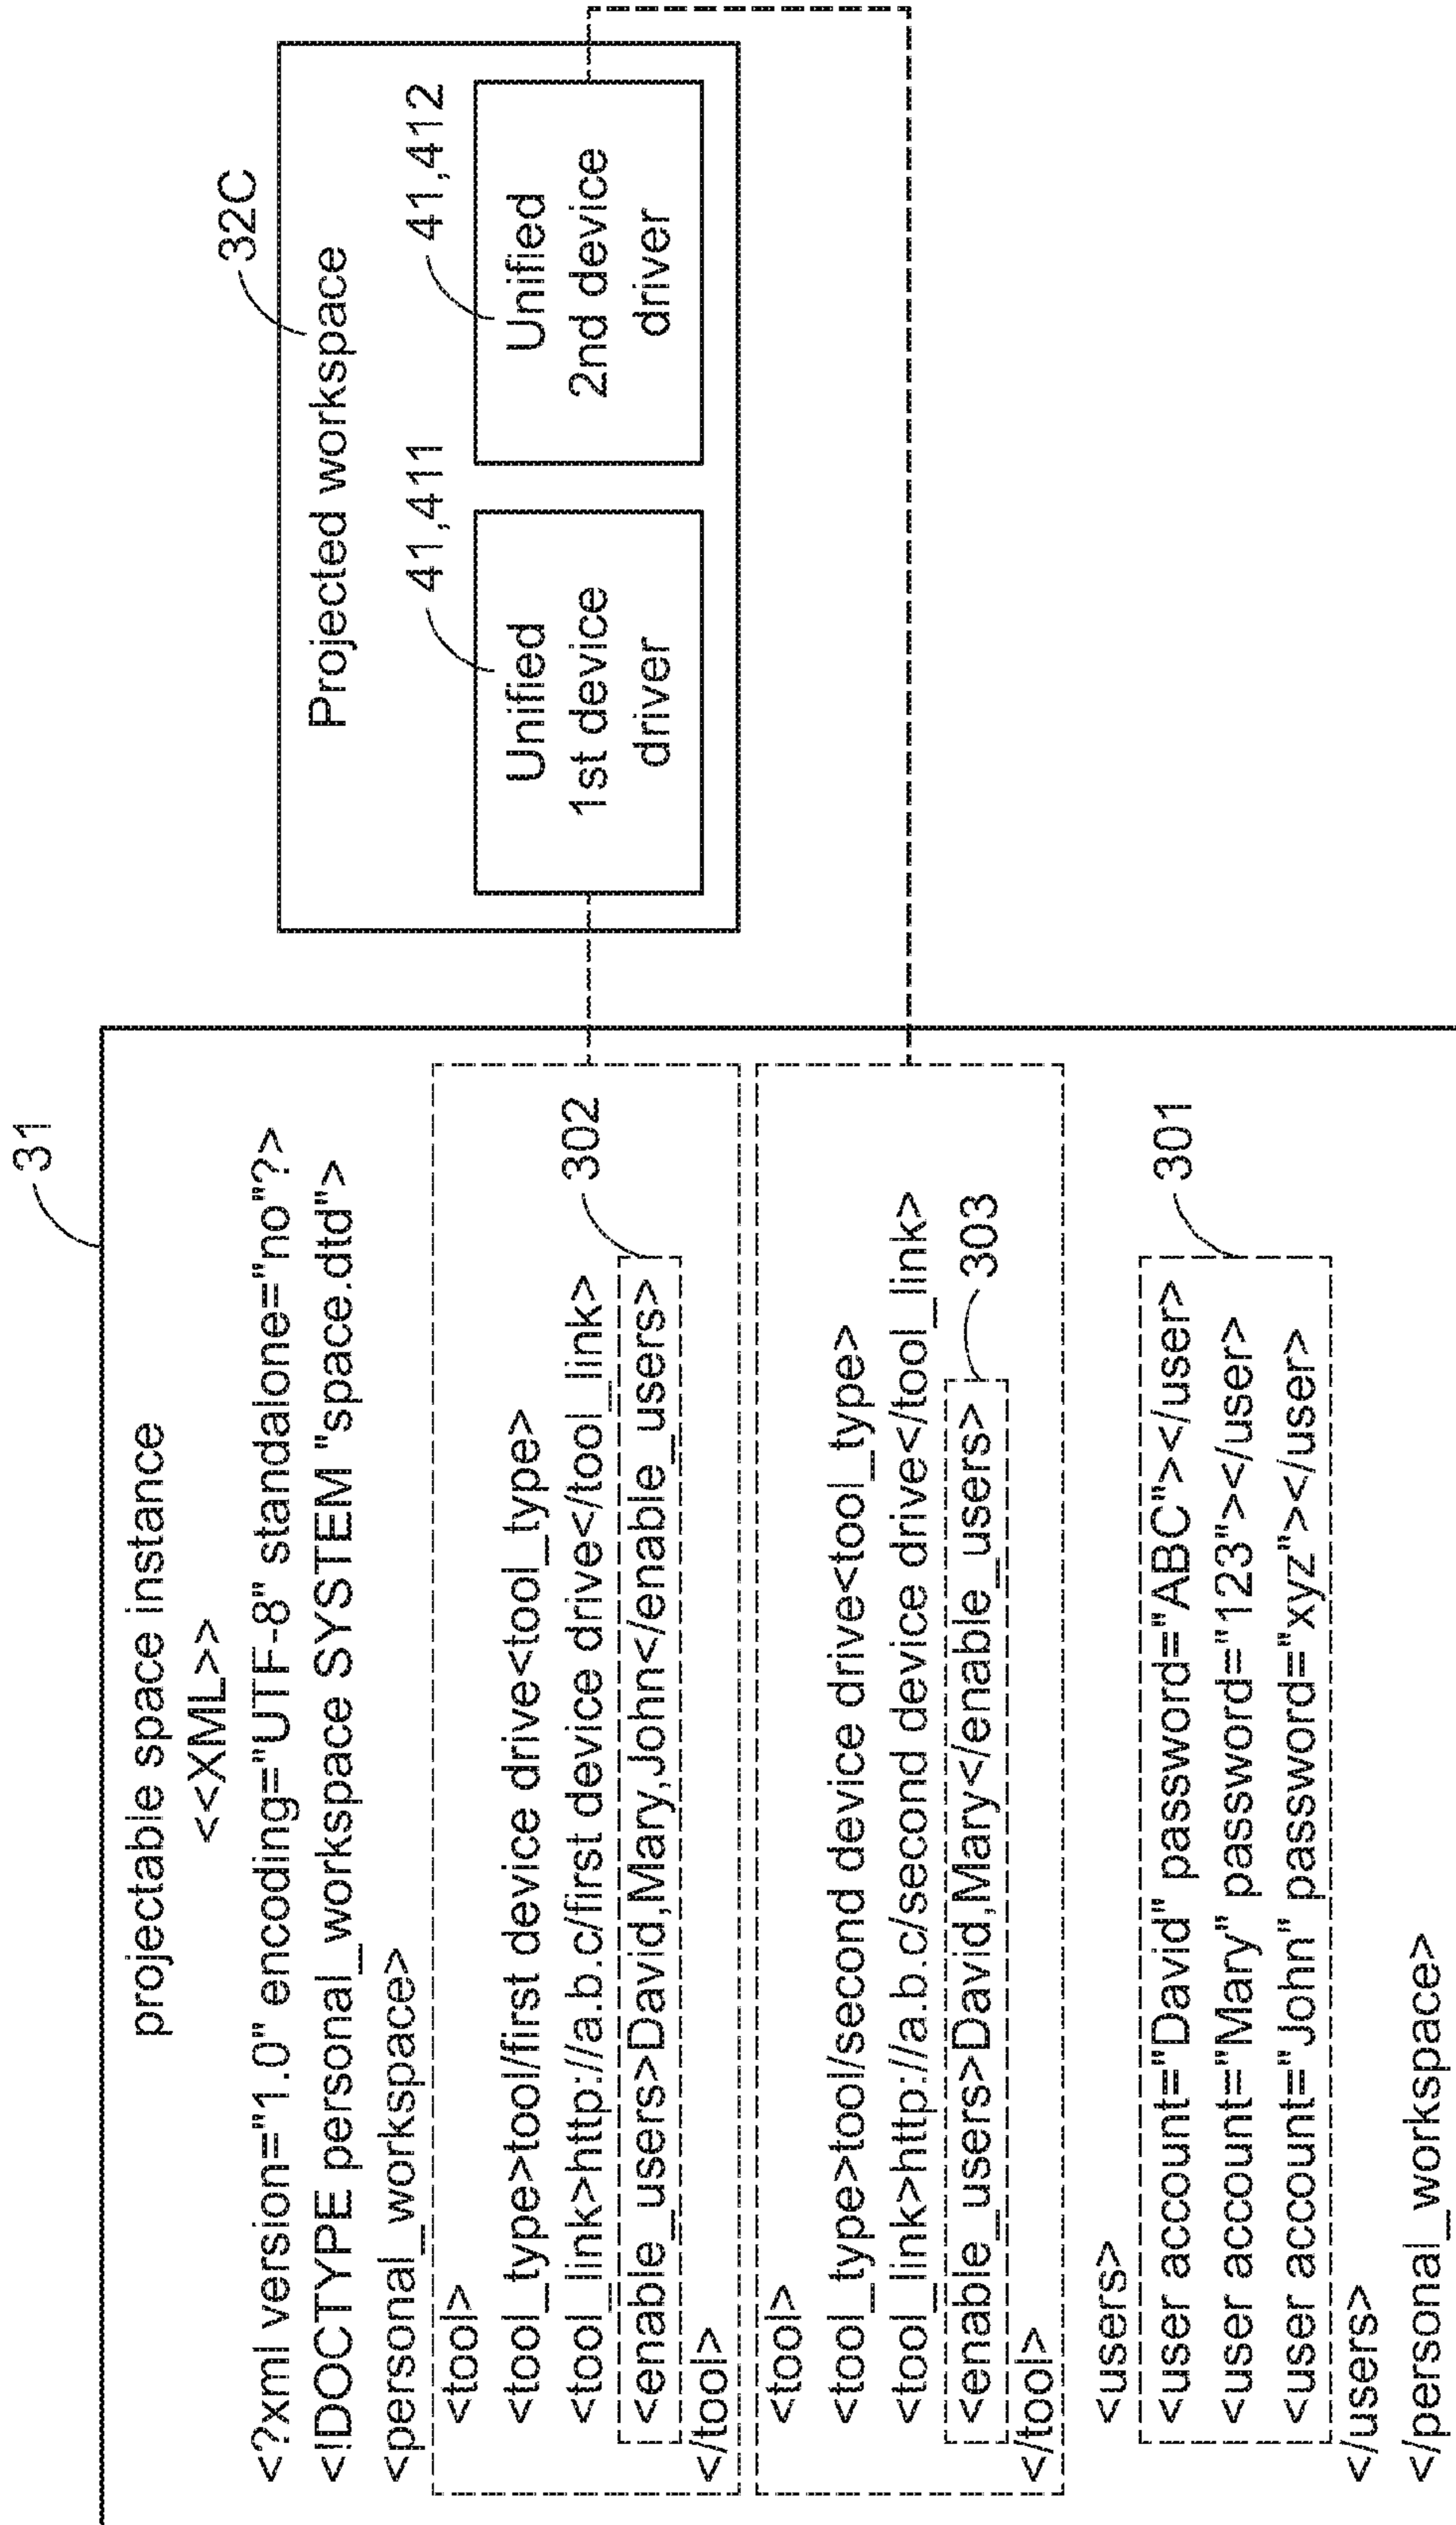 31
projectable space instance
<<XML>>
<?xml version="1.0" encoding="UTF-8" standalone="no"?>
<!DOCTYPE personal_workspace SYSTEM "space.dtd">
<personal_workspace>
<tool>
<tool_type>tool/first device drive<tool_type>
<tool_link>http://a.b.c/first device drive</tool_link>
<enable_users>David,Mary,John</enable_users>
</tool>
302
<tool>
<tool_type>tool/second device drive<tool_type>
<tool_link>http://a.b.c/second device drive</tool_link>
<enable_users>David,Mary</enable_users>
</tool>
303
<users>
<user account="David" password="ABC"></user>
<user account="Mary" password="123"></user>
<user account="John" password="xyz"></user>
301
</users>
</personal_workspace>
32C
Projected workspace
41,411
Unified
1st device
driver
41,412
Unified
2nd device
driver